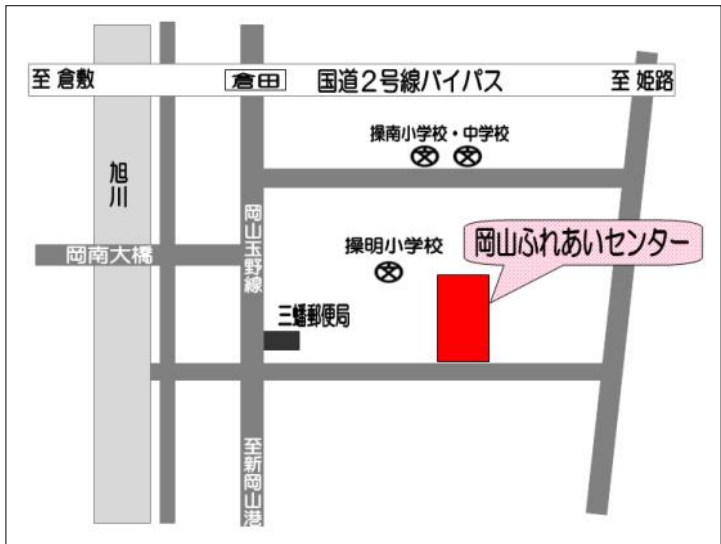 至 倉敷
倉田
国道2号線バイパス
至 姫路
操南小学校・中学校
旭川
岡山玉野線
操明小学校
岡山ふれあいセンター
岡南大橋
三蟠郵便局
至新岡山港